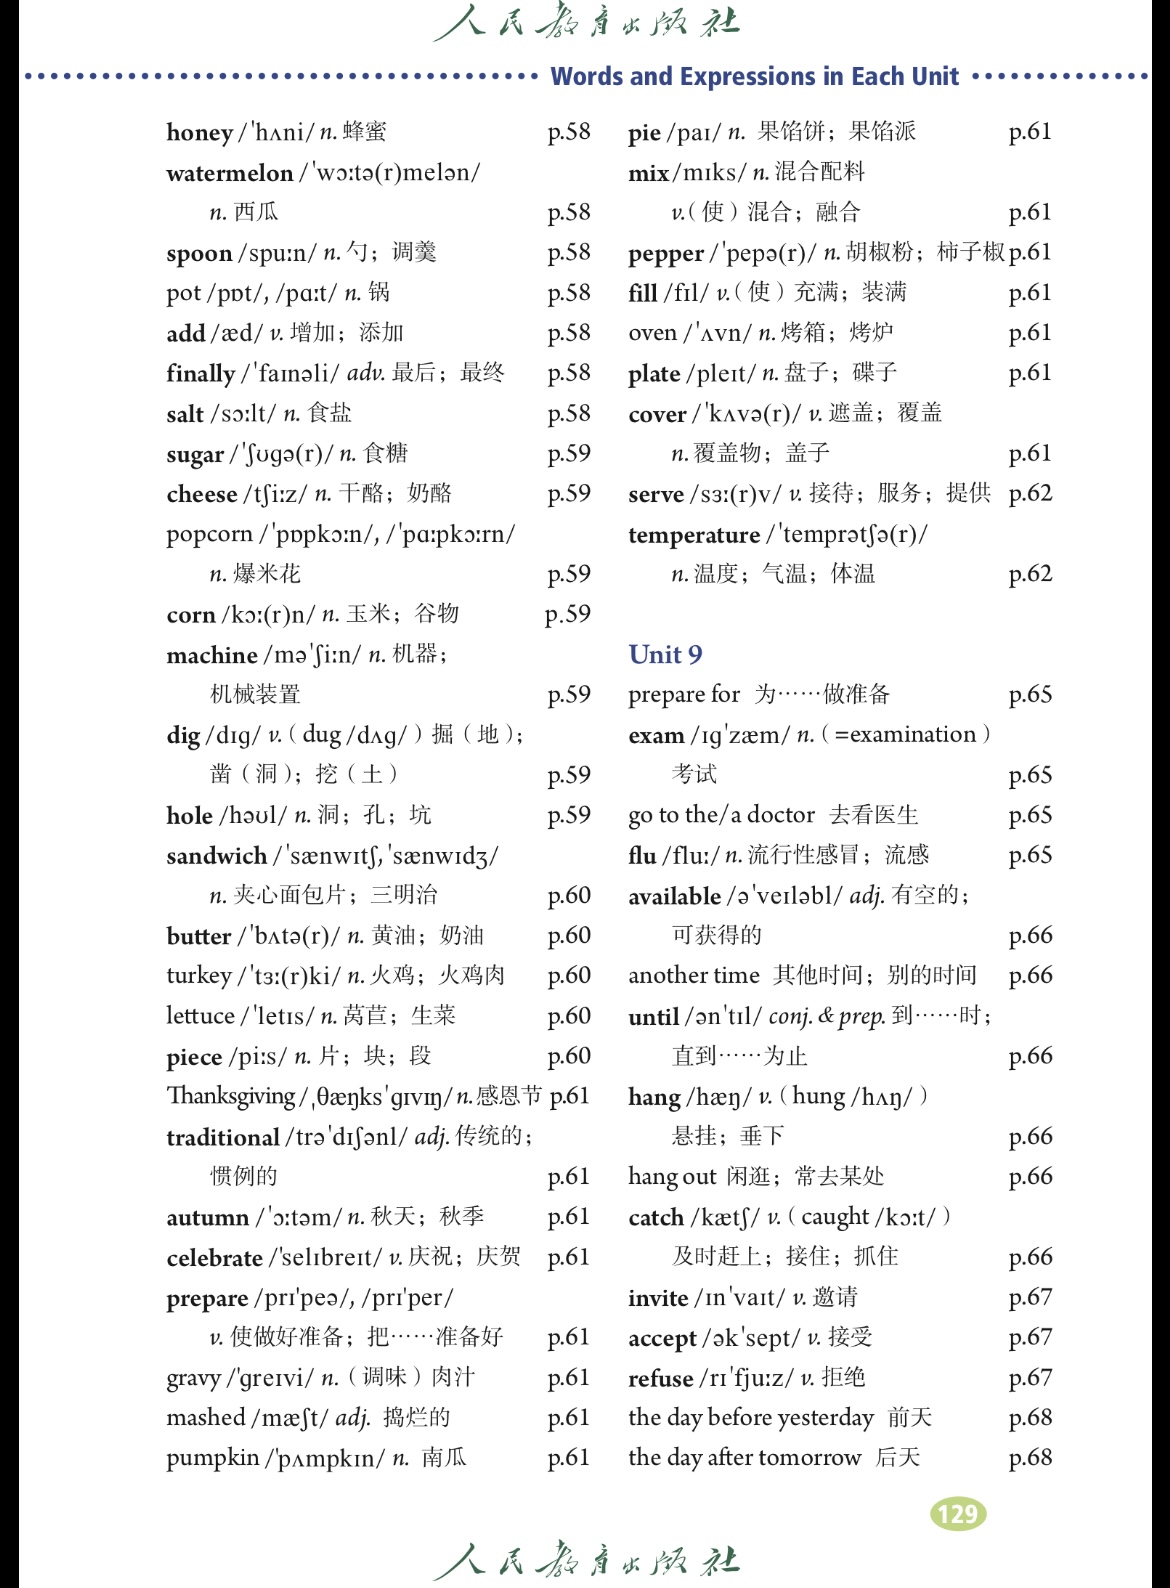 人民教育出版社
Words and Expressions in Each Unit
honey /ˈhʌni/ n. 蜂蜜 p.58
watermelon /ˈwɔːtə(r)melən/
n. 西瓜 p.58
spoon /spuːn/ n. 勺；调羹 p.58
pot /pɒt/, /pɑːt/ n. 锅 p.58
add /æd/ v. 增加；添加 p.58
finally /ˈfaɪnəli/ adv. 最后；最终 p.58
salt /sɔːlt/ n. 食盐 p.58
sugar /ˈʃʊgə(r)/ n. 食糖 p.59
cheese /tʃiːz/ n. 干酪；奶酪 p.59
popcorn /ˈpɒpkɔːn/, /ˈpɑːpkɔːrn/
n. 爆米花 p.59
corn /kɔː(r)n/ n. 玉米；谷物 p.59
machine /məˈʃiːn/ n. 机器；
机械装置 p.59
dig /dɪg/ v.（dug /dʌg/）掘（地）；
凿（洞）；挖（土） p.59
hole /həʊl/ n. 洞；孔；坑 p.59
sandwich /ˈsænwɪtʃ, ˈsænwɪdʒ/
n. 夹心面包片；三明治 p.60
butter /ˈbʌtə(r)/ n. 黄油；奶油 p.60
turkey /ˈtɜː(r)ki/ n. 火鸡；火鸡肉 p.60
lettuce /ˈletɪs/ n. 莴苣；生菜 p.60
piece /piːs/ n. 片；块；段 p.60
Thanksgiving /ˌθæŋksˈgɪvɪŋ/ n. 感恩节 p.61
traditional /trəˈdɪʃənl/ adj. 传统的；
惯例的 p.61
autumn /ˈɔːtəm/ n. 秋天；秋季 p.61
celebrate /ˈselɪbreɪt/ v. 庆祝；庆贺 p.61
prepare /prɪˈpeə/, /prɪˈper/
v. 使做好准备；把……准备好 p.61
gravy /ˈgreɪvi/ n.（调味）肉汁 p.61
mashed /mæʃt/ adj. 捣烂的 p.61
pumpkin /ˈpʌmpkɪn/ n. 南瓜 p.61
pie /paɪ/ n. 果馅饼；果馅派 p.61
mix /mɪks/ n. 混合配料
v.（使）混合；融合 p.61
pepper /ˈpepə(r)/ n. 胡椒粉；柿子椒 p.61
fill /fɪl/ v.（使）充满；装满 p.61
oven /ˈʌvn/ n. 烤箱；烤炉 p.61
plate /pleɪt/ n. 盘子；碟子 p.61
cover /ˈkʌvə(r)/ v. 遮盖；覆盖
n. 覆盖物；盖子 p.61
serve /sɜː(r)v/ v. 接待；服务；提供 p.62
temperature /ˈtemprətʃə(r)/
n. 温度；气温；体温 p.62
Unit 9
prepare for 为……做准备 p.65
exam /ɪgˈzæm/ n.（=examination）
考试 p.65
go to the/a doctor 去看医生 p.65
flu /fluː/ n. 流行性感冒；流感 p.65
available /əˈveɪləbl/ adj. 有空的；
可获得的 p.66
another time 其他时间；别的时间 p.66
until /ənˈtɪl/ conj. & prep. 到……时；
直到……为止 p.66
hang /hæŋ/ v.（hung /hʌŋ/）
悬挂；垂下 p.66
hang out 闲逛；常去某处 p.66
catch /kætʃ/ v.（caught /kɔːt/）
及时赶上；接住；抓住 p.66
invite /ɪnˈvaɪt/ v. 邀请 p.67
accept /əkˈsept/ v. 接受 p.67
refuse /rɪˈfjuːz/ v. 拒绝 p.67
the day before yesterday 前天 p.68
the day after tomorrow 后天 p.68
129
人民教育出版社